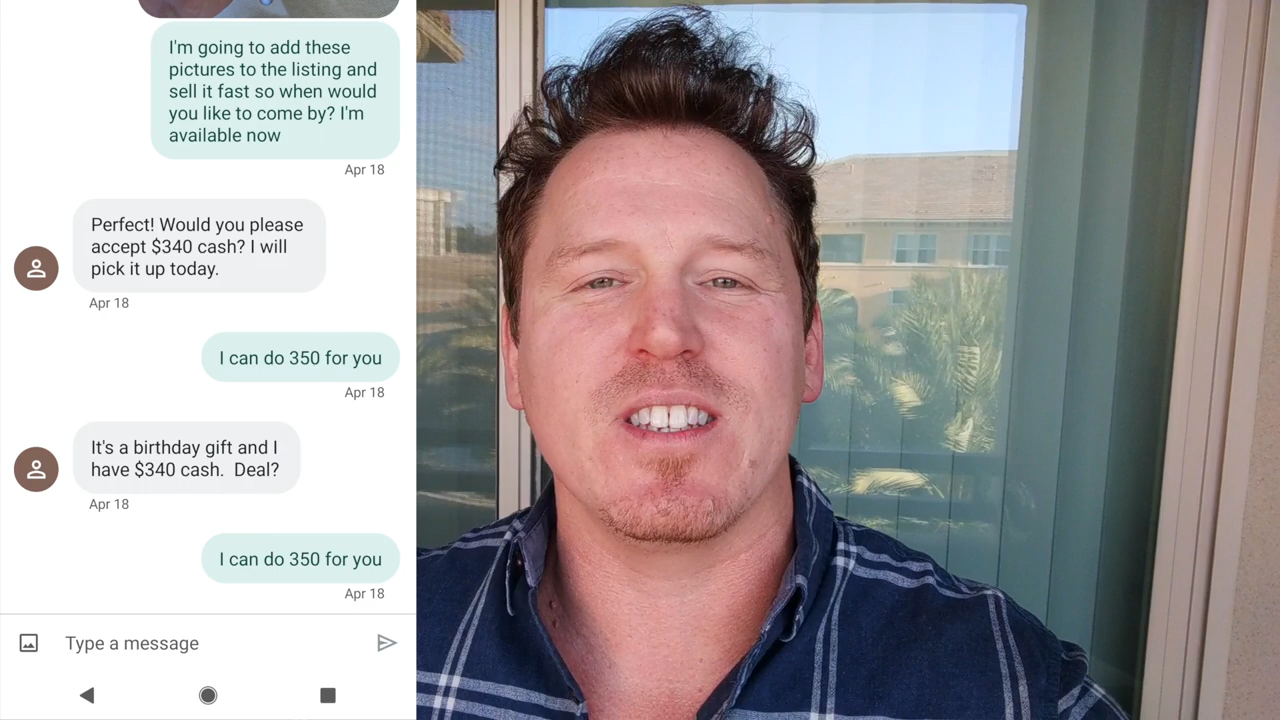 I'm going to add these
pictures to the listing and
sell it fast so when would
you like to come by? I'm
available now
Apr 18
Perfect! Would you please
accept $340 cash? I will
pick it up today.
Apr 18
I can do 350 for you
Apr 18
It's a birthday gift and I
have $340 cash.  Deal?
Apr 18
I can do 350 for you
Apr 18
Type a message